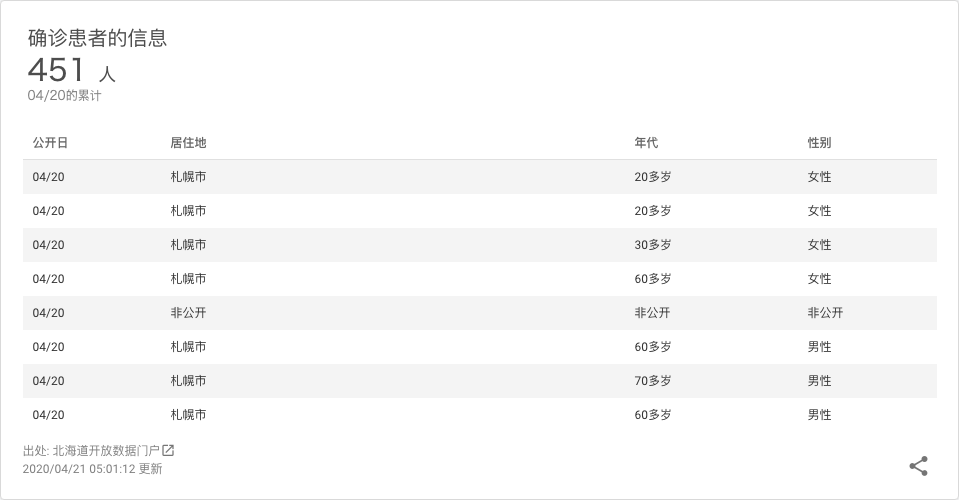 确诊患者的信息
451 人
04/20的累计
公开日 居住地 年代 性别
04/20 札幌市 20多岁 女性
04/20 札幌市 20多岁 女性
04/20 札幌市 30多岁 女性
04/20 札幌市 60多岁 女性
04/20 非公开 非公开 非公开
04/20 札幌市 60多岁 男性
04/20 札幌市 70多岁 男性
04/20 札幌市 60多岁 男性
出处: 北海道开放数据门户
2020/04/21 05:01:12 更新